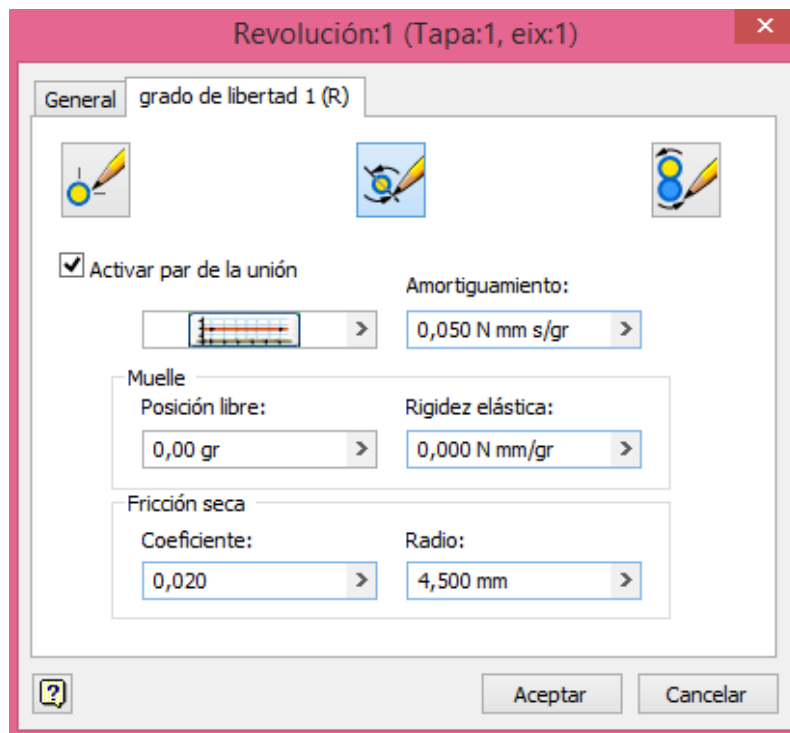 Revolución:1 (Tapa:1, eix:1)
General
grado de libertad 1 (R)
Activar par de la unión
Amortiguamiento:
0,050 N mm s/gr
Muelle
Posición libre:
Rigidez elástica:
0,00 gr
0,000 N mm/gr
Fricción seca
Coeficiente:
Radio:
0,020
4,500 mm
Aceptar
Cancelar